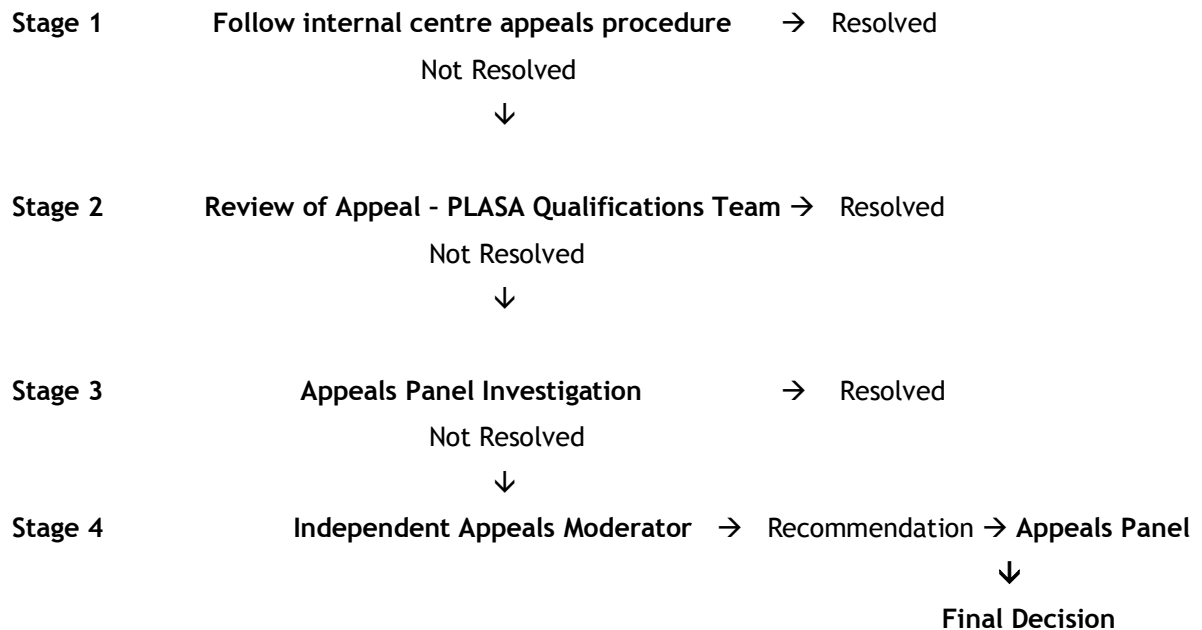 Stage 1 Follow internal centre appeals procedure → Resolved
Not Resolved
↓
Stage 2 Review of Appeal – PLASA Qualifications Team → Resolved
Not Resolved
↓
Stage 3 Appeals Panel Investigation → Resolved
Not Resolved
↓
Stage 4 Independent Appeals Moderator → Recommendation → Appeals Panel
↓
Final Decision